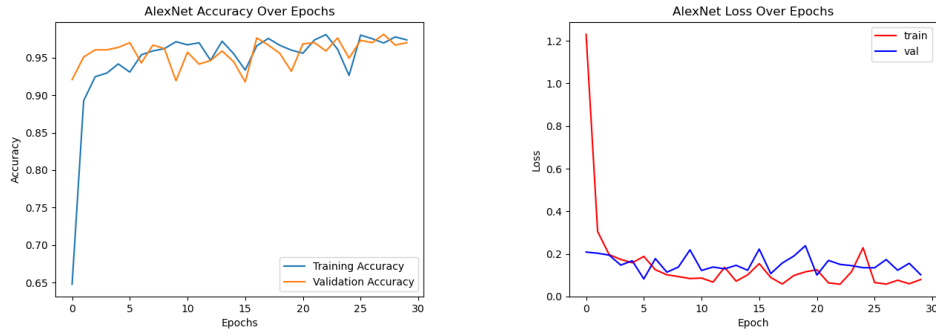 AlexNet Accuracy Over Epochs
0.95
0.90
0.85
0.80
0.75
0.70
0.65
Accuracy
0
5
10
15
20
25
30
Epochs
Training Accuracy
Validation Accuracy
AlexNet Loss Over Epochs
1.2
1.0
0.8
0.6
0.4
0.2
0.0
Loss
0
5
10
15
20
25
30
Epoch
train
val